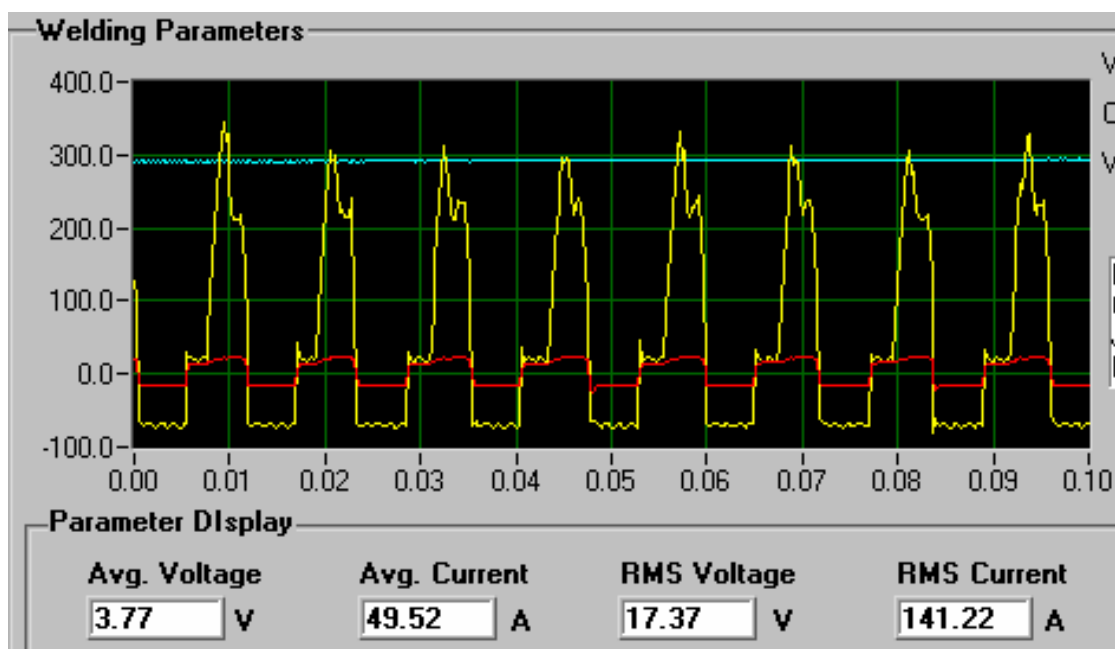 Welding Parameters
400.0
300.0
200.0
100.0
0.0
-100.0
0.00 0.01 0.02 0.03 0.04 0.05 0.06 0.07 0.08 0.09 0.10
Parameter DIsplay
Avg. Voltage Avg. Current RMS Voltage RMS Current
3.77 V 49.52 A 17.37 V 141.22 A